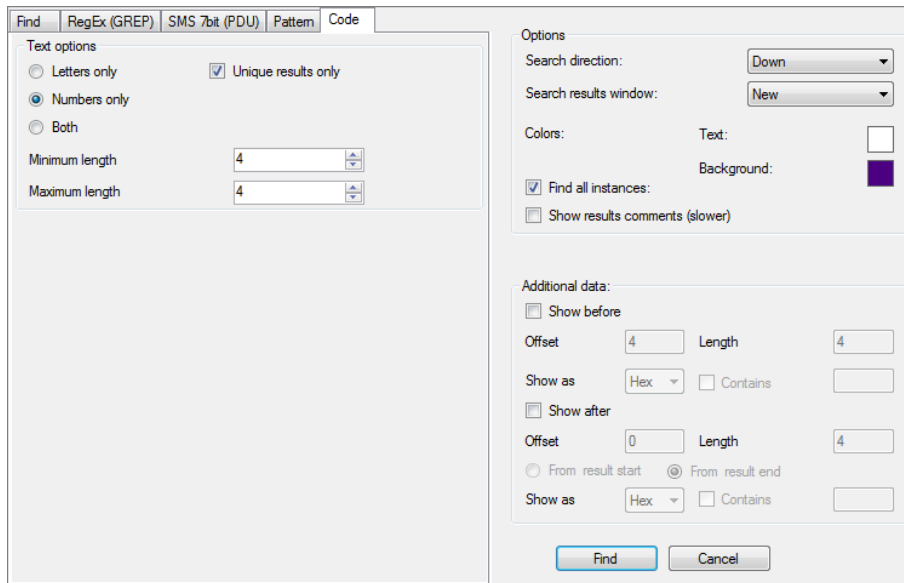 Find RegEx (GREP) SMS 7bit (PDU) Pattern Code
Text options
Letters only Unique results only
Numbers only
Both
Minimum length 4
Maximum length 4
Options
Search direction: Down
Search results window: New
Colors: Text:
Background:
Find all instances:
Show results comments (slower)
Additional data:
Show before
Offset 4 Length 4
Show as Hex Contains
Show after
Offset 0 Length 4
From result start From result end
Show as Hex Contains
Find Cancel